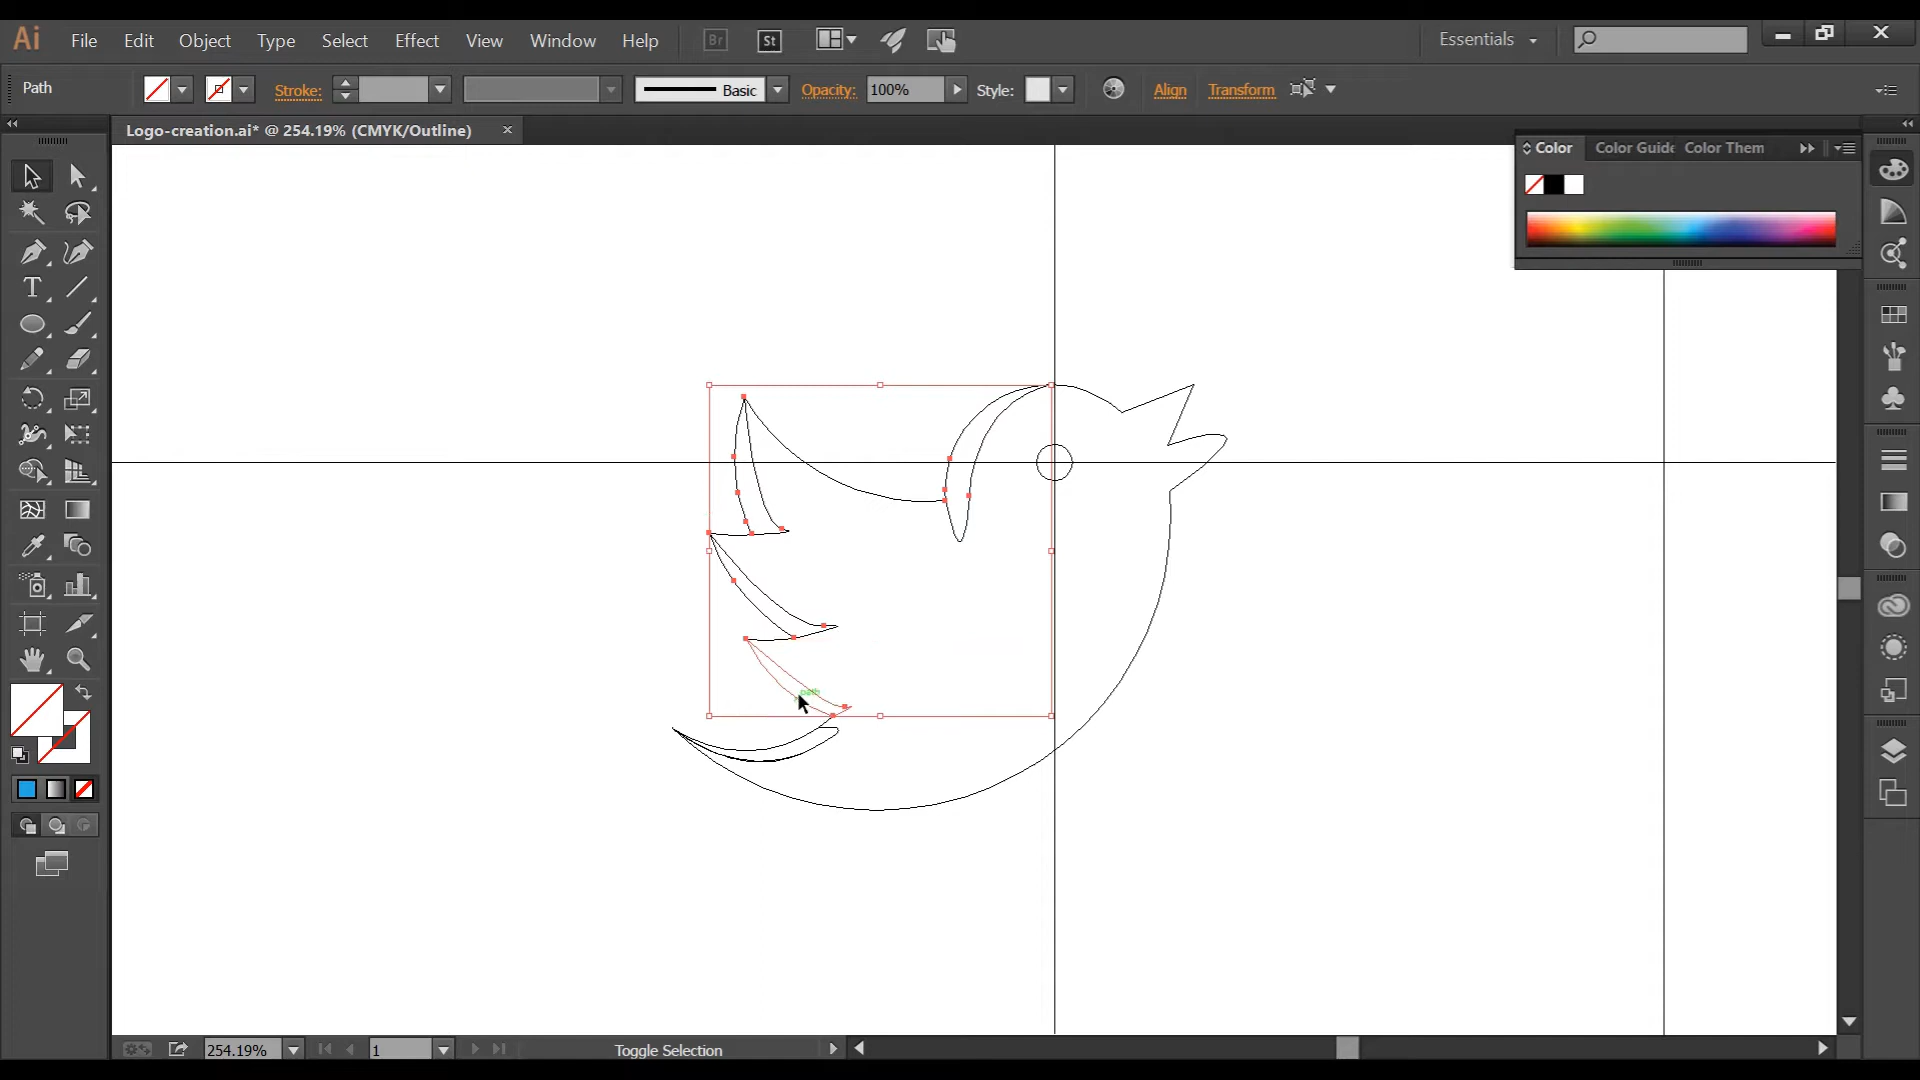 Ai File Edit Object Type Select Effect View Window Help Br St Essentials
Path Stroke: Basic Opacity: 100% Style: Align Transform
Logo-creation.ai* @ 254.19% (CMYK/Outline)
Color Color Guide Color Them
T
path
254.19% 1 Toggle Selection